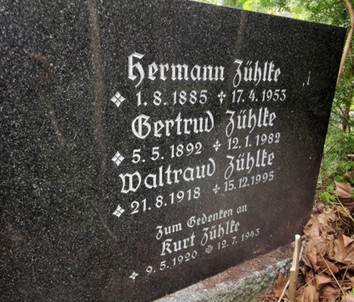 Hermann Zühlke
❖ 1.8.1885 ✣ 17.4.1953
Gertrud Zühlke
❖ 5.5.1892 ✣ 12.1.1982
Waltraud Zühlke
❖ 21.8.1918 ✣ 15.12.1995
Zum Gedenken an
Kurt Zühlke
✣ 9.5.1920 ❖ 12.7.1943